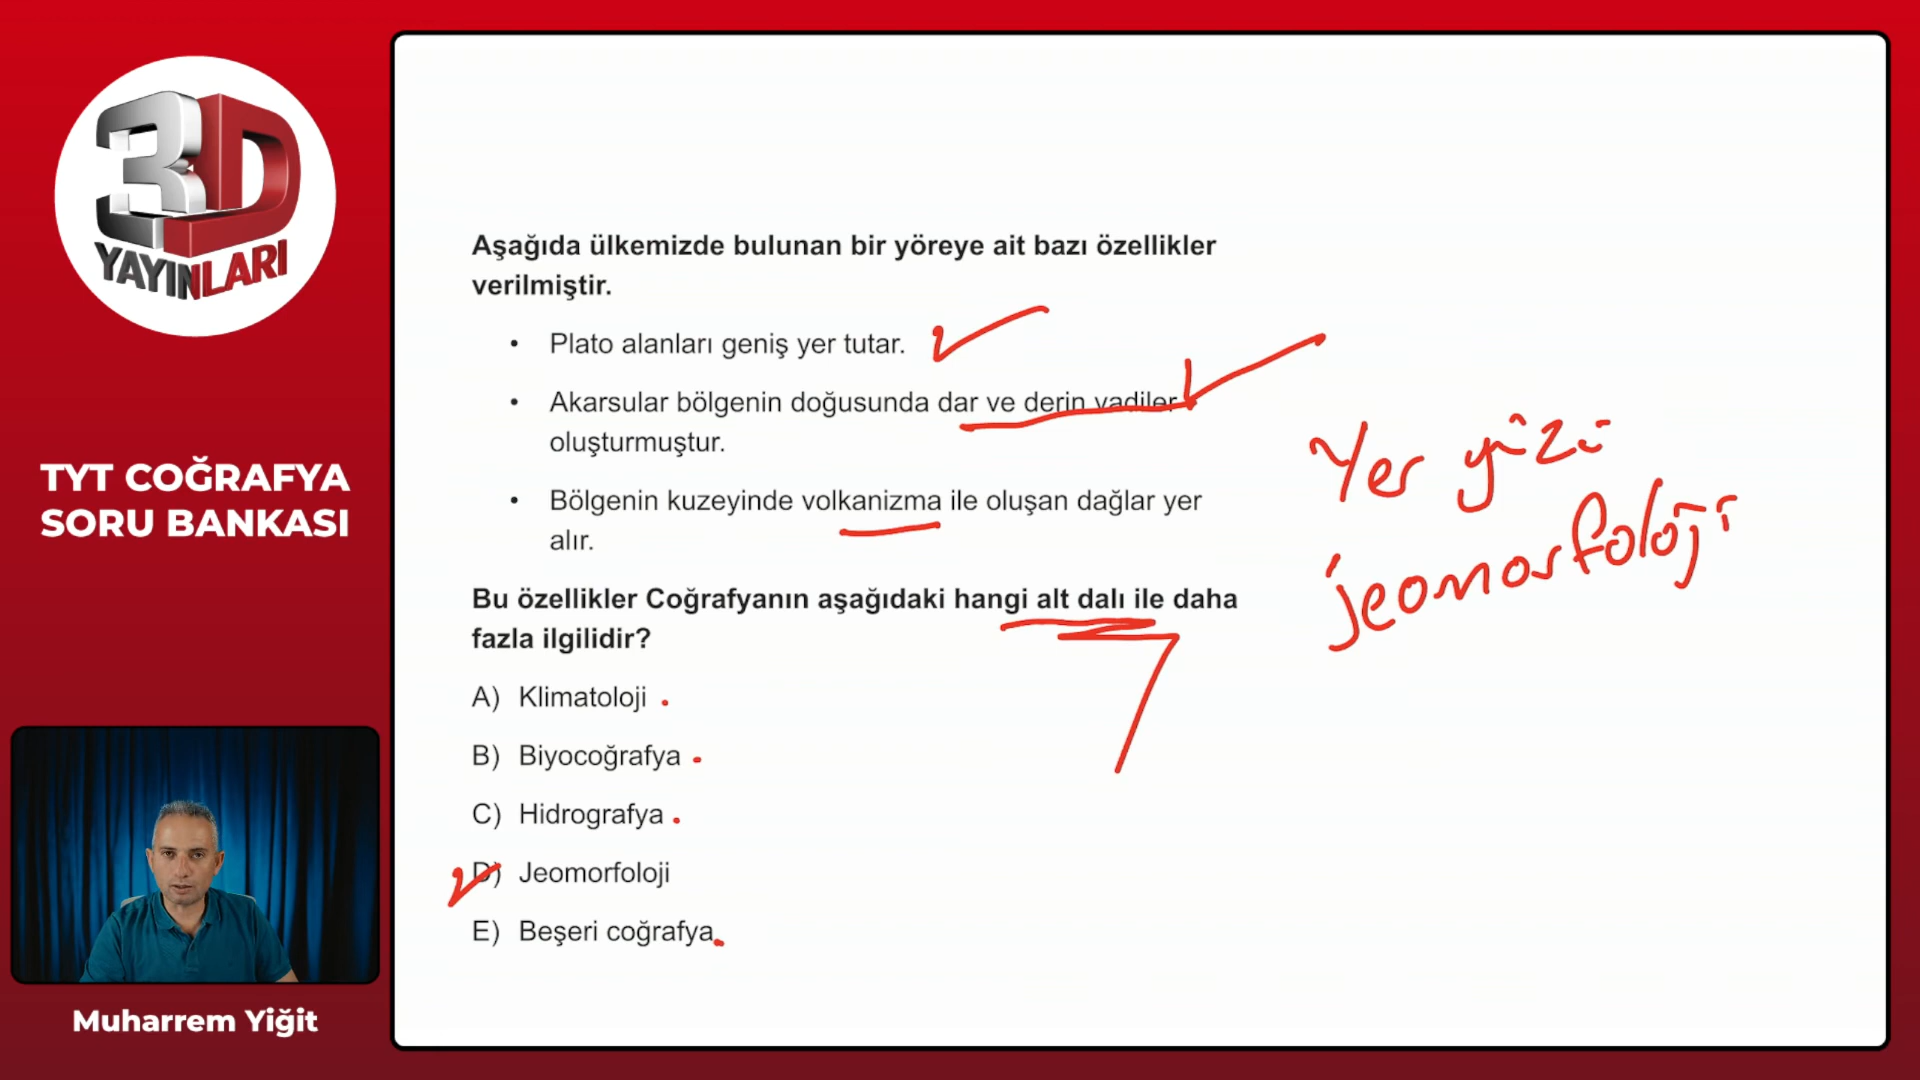 3D
YAYINLARI
TYT COĞRAFYA
SORU BANKASI
Muharrem Yiğit
Aşağıda ülkemizde bulunan bir yöreye ait bazı özellikler
verilmiştir.
• Plato alanları geniş yer tutar.
• Akarsular bölgenin doğusunda dar ve derin vadiler
oluşturmuştur.
• Bölgenin kuzeyinde volkanizma ile oluşan dağlar yer
alır.
Bu özellikler Coğrafyanın aşağıdaki hangi alt dalı ile daha
fazla ilgilidir?
A) Klimatoloji
B) Biyocoğrafya
C) Hidrografya
D) Jeomorfoloji
E) Beşeri coğrafya
Yer yüzü
jeomorfoloji